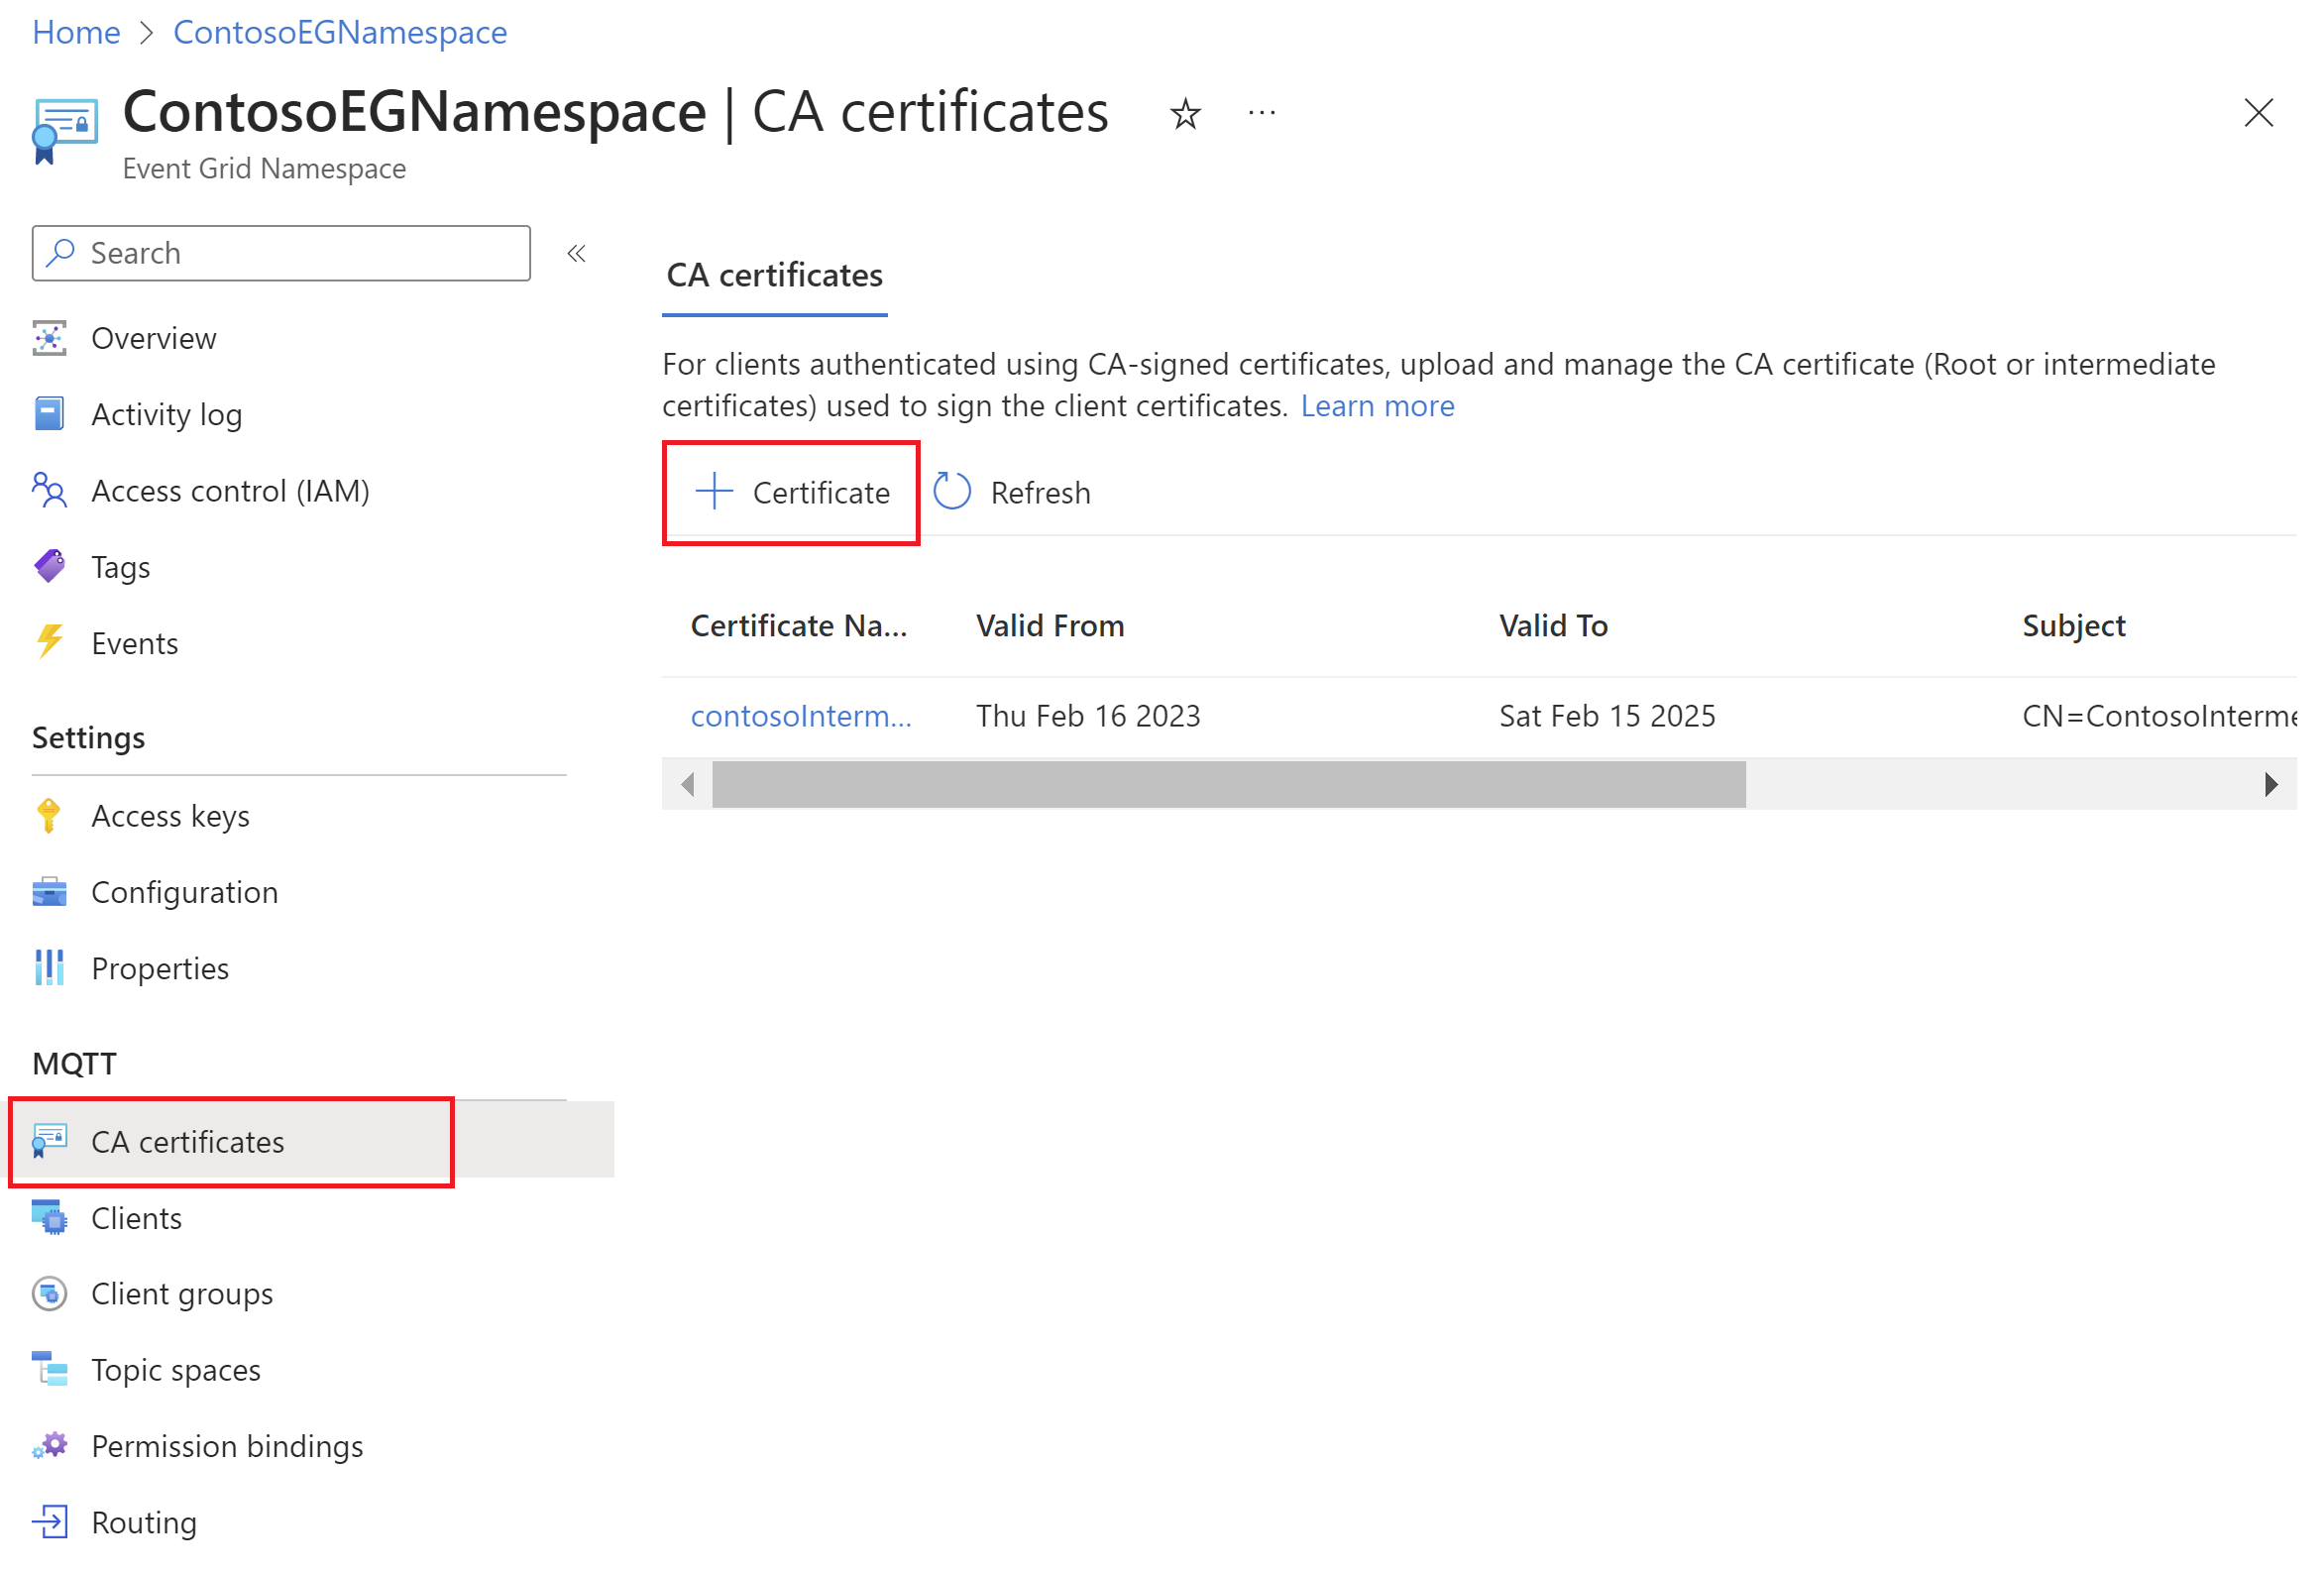 Home > ContosoEGNamespace
ContosoEGNamespace | CA certificates
Event Grid Namespace
Search
Overview
Activity log
Access control (IAM)
Tags
Events
Settings
Access keys
Configuration
Properties
MQTT
CA certificates
Clients
Client groups
Topic spaces
Permission bindings
Routing
CA certificates
For clients authenticated using CA-signed certificates, upload and manage the CA certificate (Root or intermediate
certificates) used to sign the client certificates. Learn more
Certificate Refresh
Certificate Na... Valid From Valid To Subject
contosoInterm... Thu Feb 16 2023 Sat Feb 15 2025 CN=ContosoInterme